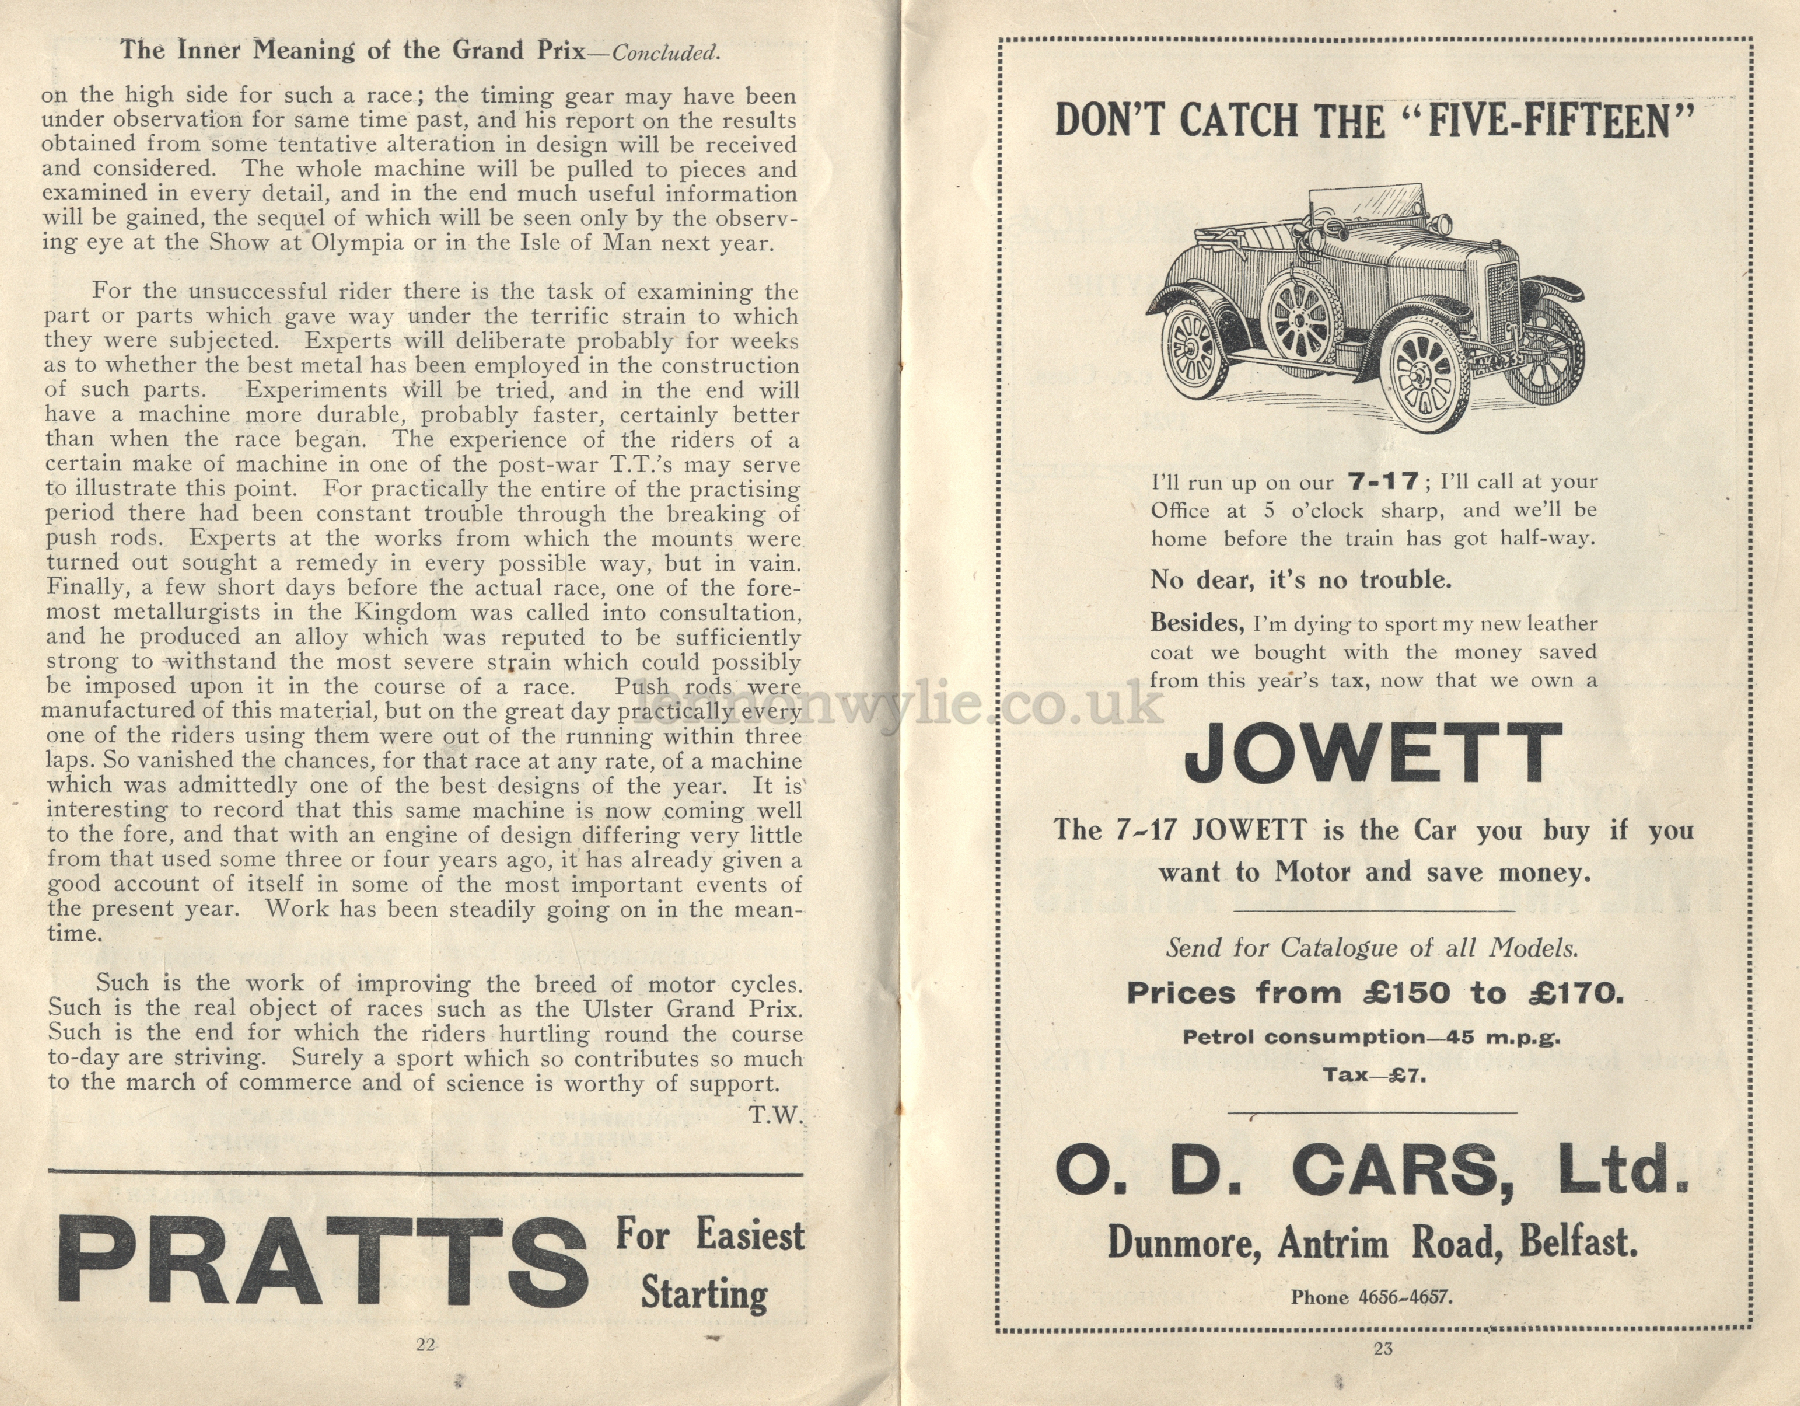 The Inner Meaning of the Grand Prix—Concluded.
on the high side for such a race; the timing gear may have been
under observation for same time past, and his report on the results
obtained from some tentative alteration in design will be received
and considered. The whole machine will be pulled to pieces and
examined in every detail, and in the end much useful information
will be gained, the sequel of which will be seen only by the observ-
ing eye at the Show at Olympia or in the Isle of Man next year.
For the unsuccessful rider there is the task of examining the
part or parts which gave way under the terrific strain to which
they were subjected. Experts will deliberate probably for weeks
as to whether the best metal has been employed in the construction
of such parts. Experiments will be tried, and in the end will
have a machine more durable, probably faster, certainly better
than when the race began. The experience of the riders of a
certain make of machine in one of the post-war T.T.'s may serve
to illustrate this point. For practically the entire of the practising
period there had been constant trouble through the breaking of
push rods. Experts at the works from which the mounts were
turned out sought a remedy in every possible way, but in vain.
Finally, a few short days before the actual race, one of the fore-
most metallurgists in the Kingdom was called into consultation,
and he produced an alloy which was reputed to be sufficiently
strong to withstand the most severe strain which could possibly
be imposed upon it in the course of a race. Push rods were
manufactured of this material, but on the great day practically every
one of the riders using them were out of the running within three
laps. So vanished the chances, for that race at any rate, of a machine
which was admittedly one of the best designs of the year. It is
interesting to record that this same machine is now coming well
to the fore, and that with an engine of design differing very little
from that used some three or four years ago, it has already given a
good account of itself in some of the most important events of
the present year. Work has been steadily going on in the mean-
time.
Such is the work of improving the breed of motor cycles.
Such is the real object of races such as the Ulster Grand Prix.
Such is the end for which the riders hurtling round the course
to-day are striving. Surely a sport which so contributes so much
to the march of commerce and of science is worthy of support.
T.W.
PRATTS For Easiest
Starting
22
DON'T CATCH THE "FIVE-FIFTEEN"
I'll run up on our 7-17; I'll call at your
Office at 5 o'clock sharp, and we'll be
home before the train has got half-way.
No dear, it's no trouble.
Besides, I'm dying to sport my new leather
coat we bought with the money saved
from this year's tax, now that we own a
JOWETT
The 7-17 JOWETT is the Car you buy if you
want to Motor and save money.
Send for Catalogue of all Models.
Prices from £150 to £170.
Petrol consumption—45 m.p.g.
Tax—£7.
O. D. CARS, Ltd.
Dunmore, Antrim Road, Belfast.
Phone 4656-4657.
23
lennonwylie.co.uk